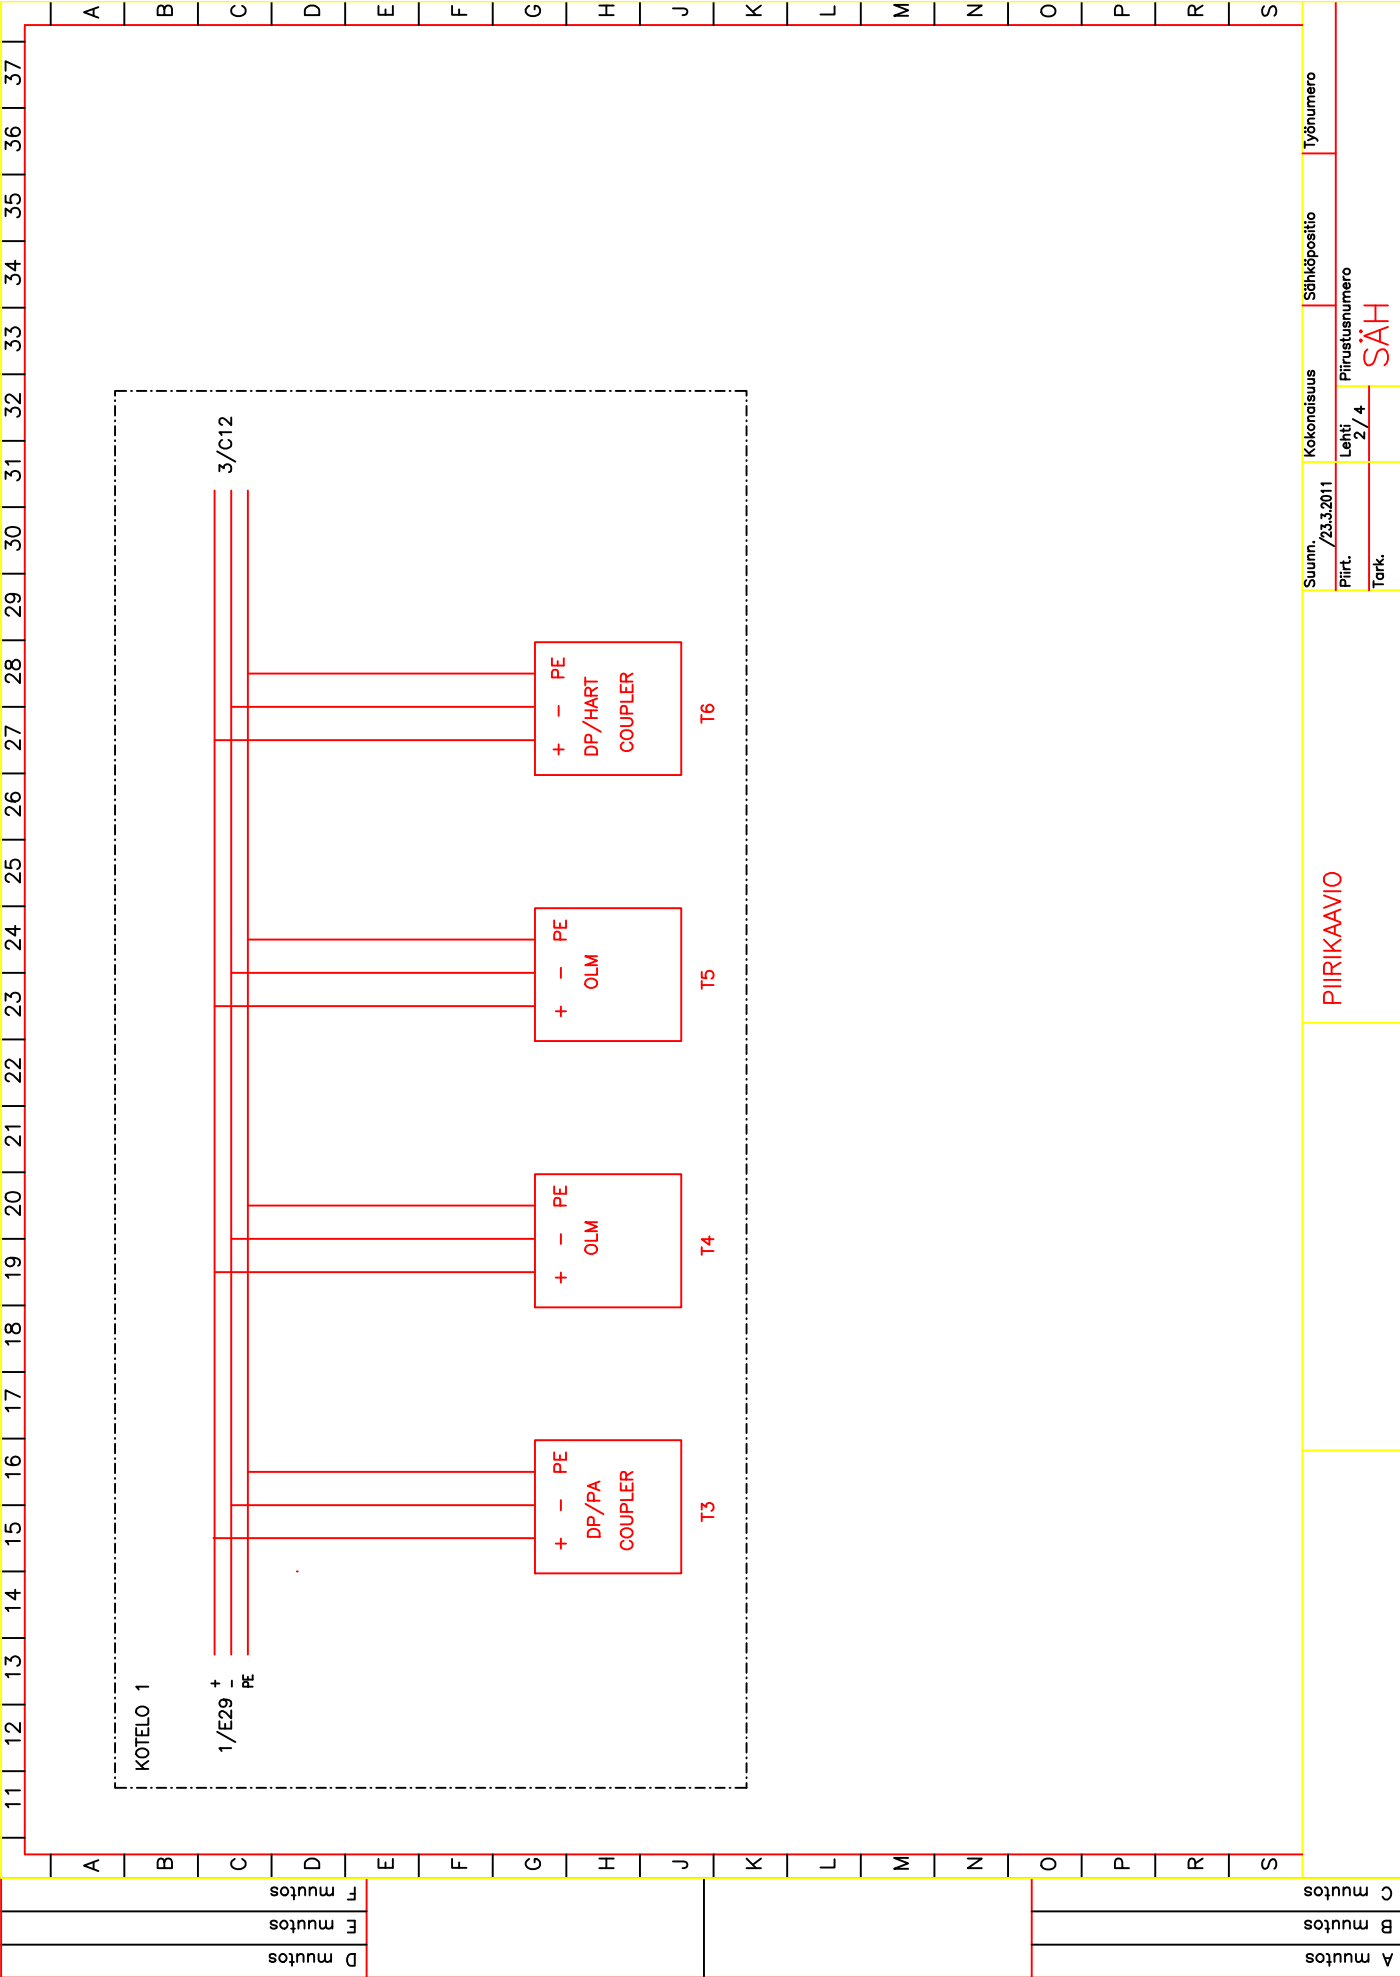 11 12 13 14 15 16 17 18 19 20 21 22 23 24 25 26 27 28 29 30 31 32 33 34 35 36 37
A A
B B
C C
D D
E E
F F
G G
H H
J J
K K
L L
M M
N N
O O
P P
R R
S S
KOTELO 1
1/E29 +
-
PE
3/C12
+ - PE
DP/PA
COUPLER
T3
+ - PE
OLM
T4
+ - PE
OLM
T5
+ - PE
DP/HART
COUPLER
T6
PIIRIKAAVIO
Suunn.
/23.3.2011
Piirt.
Tark.
Kokonaisuus
Sähköpositio
Työnumero
Lehti
2/4
Piirustusnumero
SÄH
D muutos
E muutos
F muutos
A muutos
B muutos
C muutos